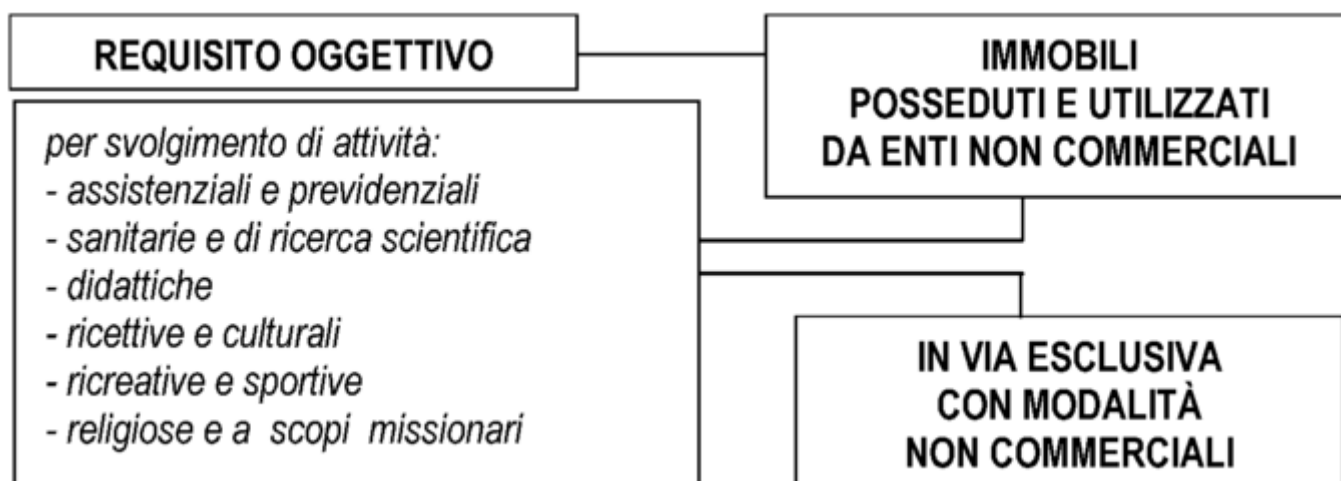 REQUISITO OGGETTIVO
IMMOBILI
POSSEDUTI E UTILIZZATI
DA ENTI NON COMMERCIALI
per svolgimento di attività:
- assistenziali e previdenziali
- sanitarie e di ricerca scientifica
- didattiche
- ricettive e culturali
- ricreative e sportive
- religiose e a scopi missionari
IN VIA ESCLUSIVA
CON MODALITÀ
NON COMMERCIALI